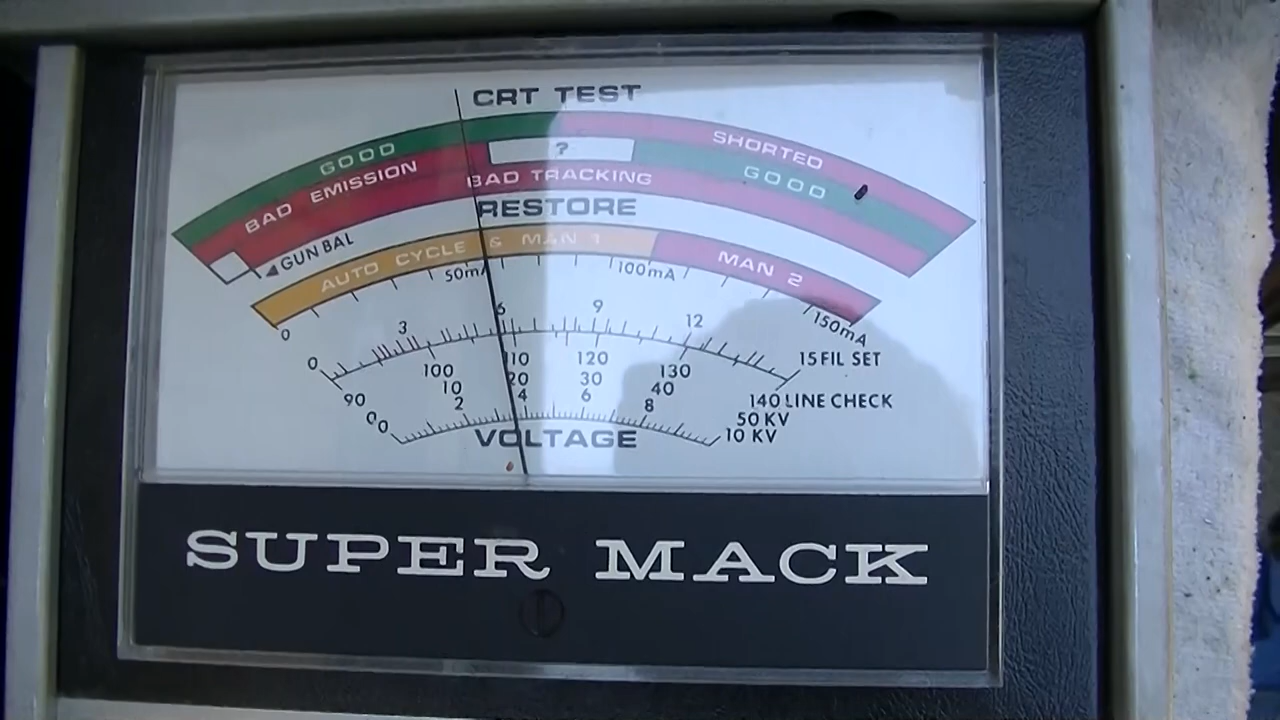 CRT TEST
GOOD SHORTED
BAD EMISSION ? GOOD
BAD TRACKING
GUN BAL RESTORE
AUTO CYCLE & MAN 1 MAN 2
0 50mA 100mA 150mA
0 3 6 9 12 15 FIL SET
90 100 110 120 130 140 LINE CHECK
0 10 20 30 40 50 KV
0 2 4 6 8 10 KV
VOLTAGE
SUPER MACK